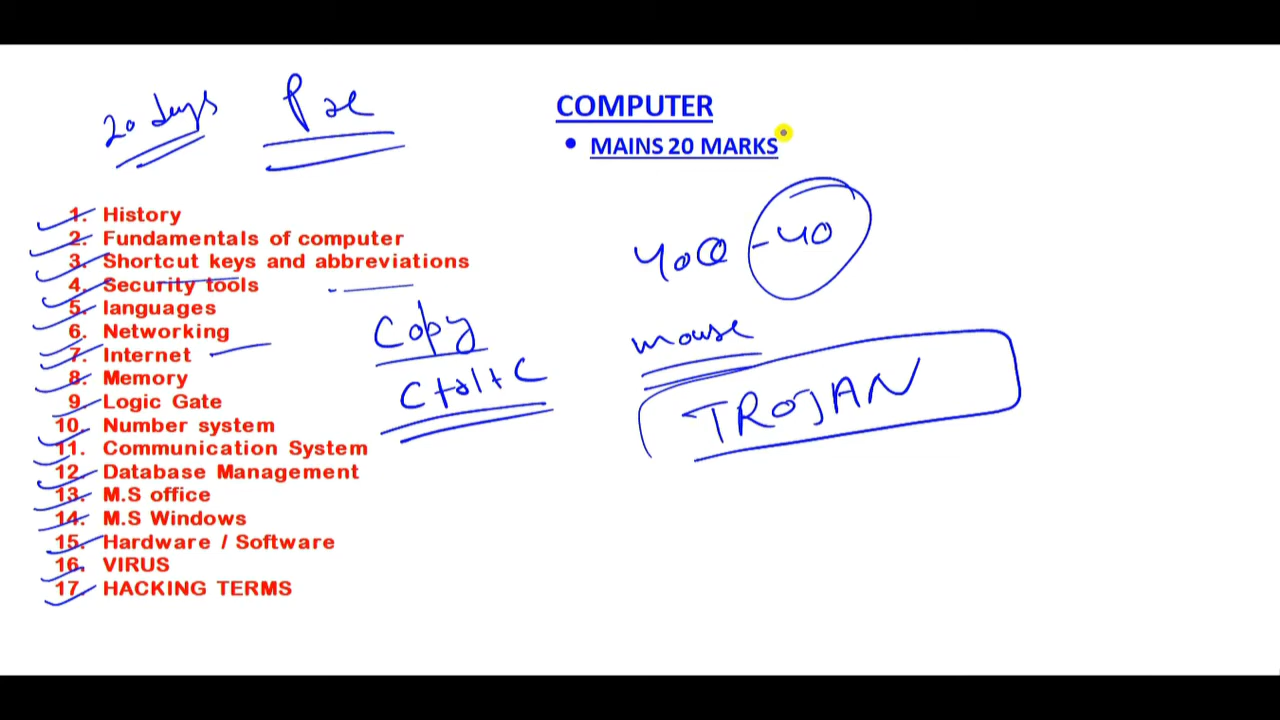 20 days Pre
COMPUTER
• MAINS 20 MARKS
1. History
2. Fundamentals of computer
3. Shortcut keys and abbreviations
4. Security tools
5. languages
6. Networking
7. Internet
8. Memory
9. Logic Gate
10. Number system
11. Communication System
12. Database Management
13. M.S office
14. M.S Windows
15. Hardware / Software
16. VIRUS
17. HACKING TERMS
Copy
Ctrl+C
40Q - 40
mouse
TROJAN